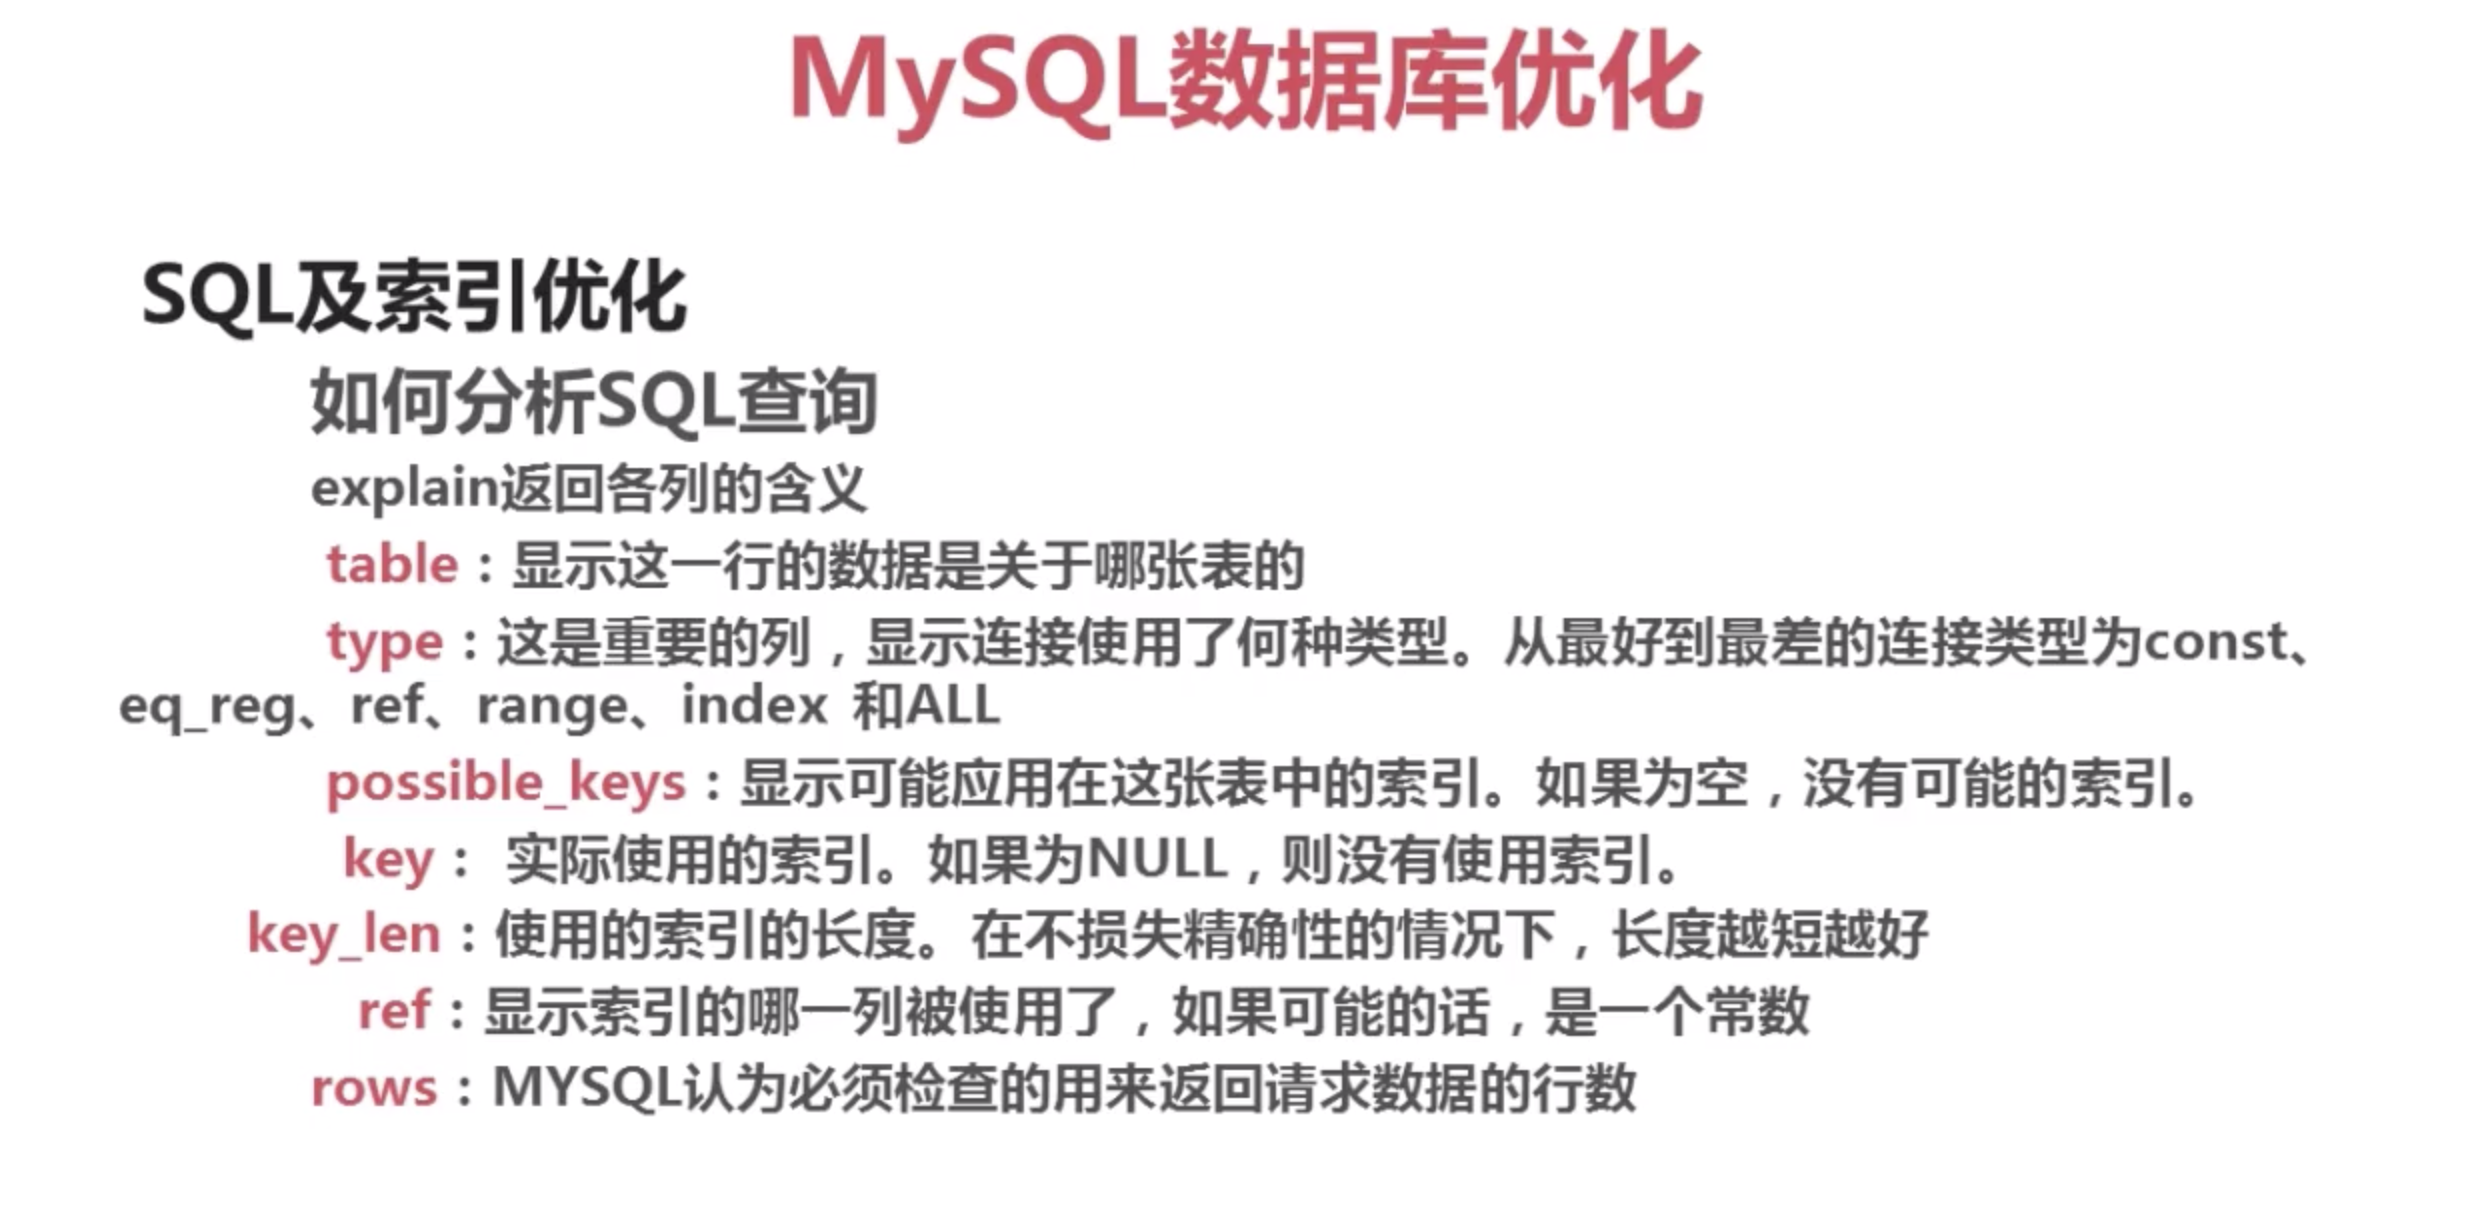 MySQL数据库优化
SQL及索引优化
如何分析SQL查询
explain返回各列的含义
table：显示这一行的数据是关于哪张表的
type：这是重要的列，显示连接使用了何种类型。从最好到最差的连接类型为const、
eq_reg、ref、range、index 和ALL
possible_keys：显示可能应用在这张表中的索引。如果为空，没有可能的索引。
key： 实际使用的索引。如果为NULL，则没有使用索引。
key_len：使用的索引的长度。在不损失精确性的情况下，长度越短越好
ref：显示索引的哪一列被使用了，如果可能的话，是一个常数
rows：MYSQL认为必须检查的用来返回请求数据的行数